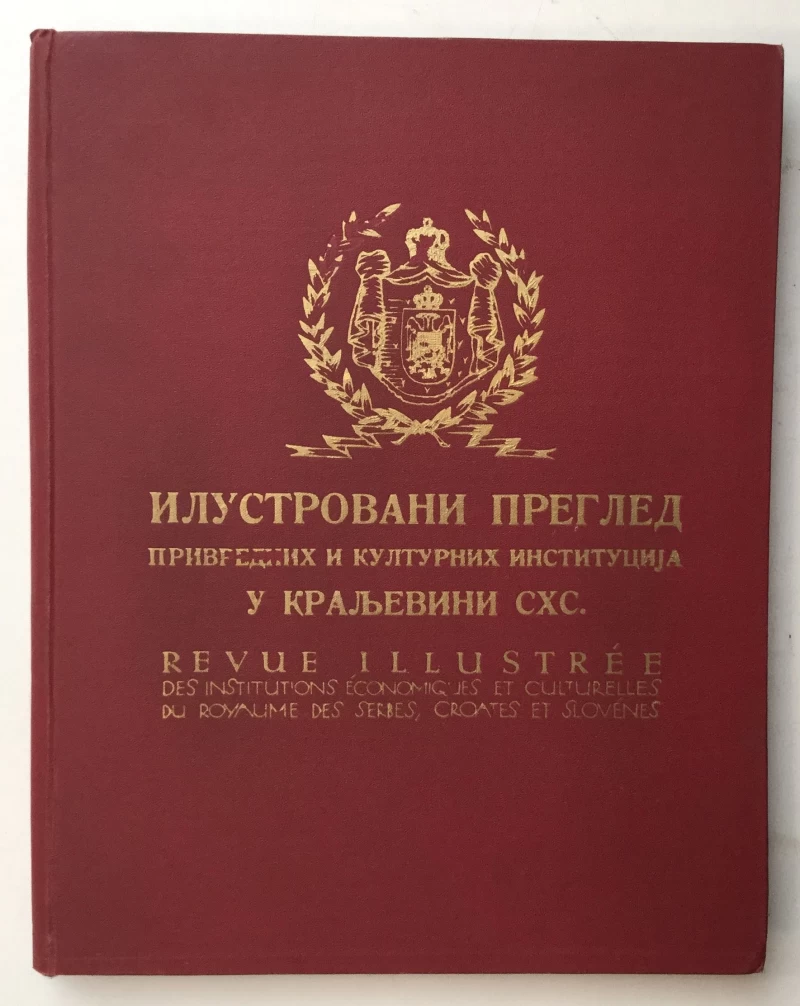 ИЛУСТРОВАНИ ПРЕГЛЕД
ПРИВРЕДНИХ И КУЛТУРНИХ ИНСТИТУЦИЈА
У КРАЉЕВИНИ СХС.
REVUE ILLUSTRÉE
DES INSTITUTIONS ÉCONOMIQUES ET CULTURELLES
DU ROYAUME DES SERBES, CROATES ET SLOVÉNES